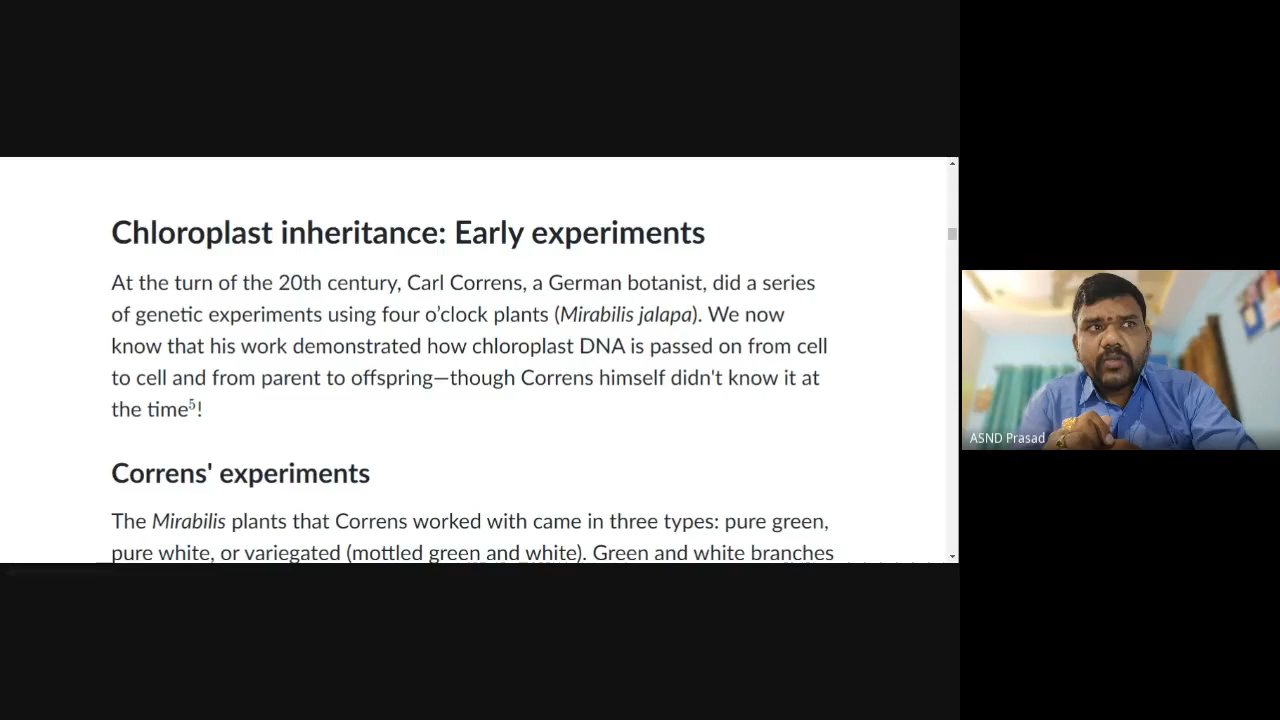 Chloroplast inheritance: Early experiments
At the turn of the 20th century, Carl Correns, a German botanist, did a series
of genetic experiments using four o’clock plants (Mirabilis jalapa). We now
know that his work demonstrated how chloroplast DNA is passed on from cell
to cell and from parent to offspring—though Correns himself didn't know it at
the time⁵!
Correns' experiments
The Mirabilis plants that Correns worked with came in three types: pure green,
pure white, or variegated (mottled green and white). Green and white branches
ASND Prasad